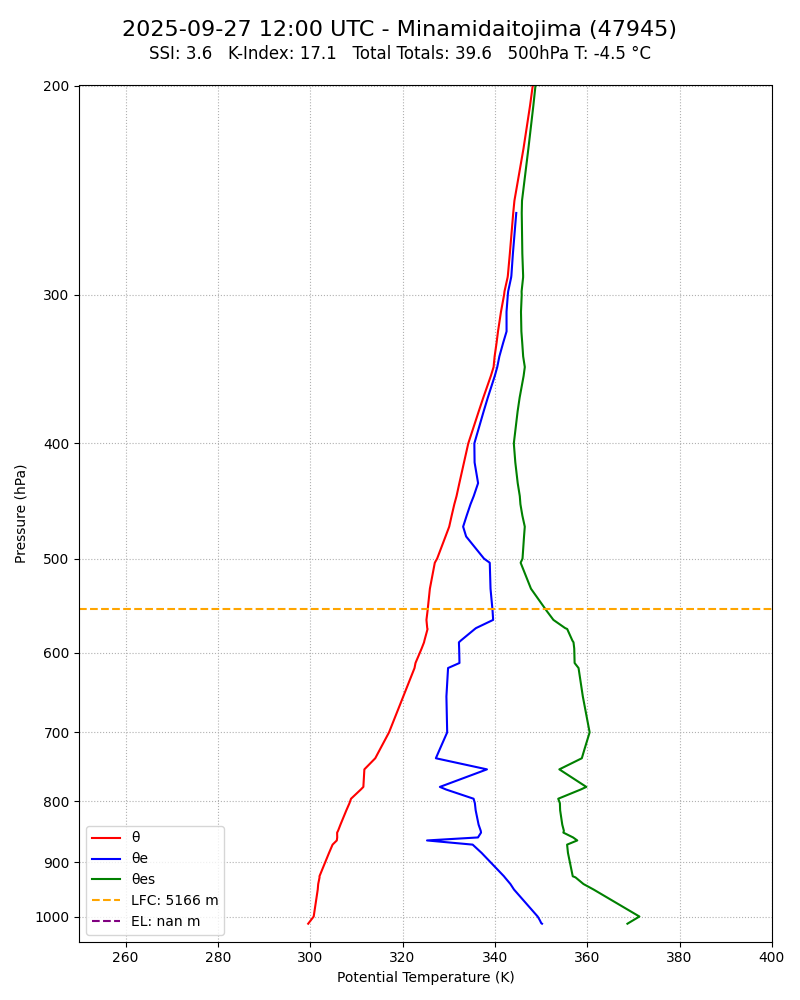 2025-09-27 12:00 UTC - Minamidaitojima (47945)
SSI: 3.6 K-Index: 17.1 Total Totals: 39.6 500hPa T: -4.5 °C
200
300
400
500
600
700
800
900
1000
Pressure (hPa)
θ
θe
θes
LFC: 5166 m
EL: nan m
260 280 300 320 340 360 380 400
Potential Temperature (K)